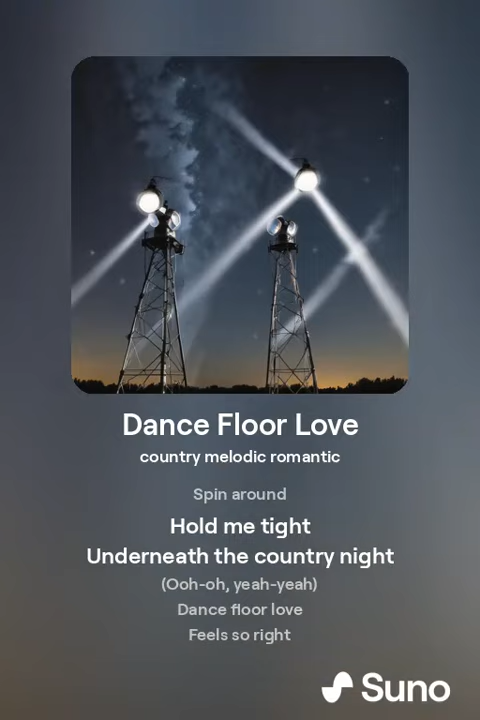 Dance Floor Love
country melodic romantic
Spin around
Hold me tight
Underneath the country night
(Ooh-oh, yeah-yeah)
Dance floor love
Feels so right
Suno